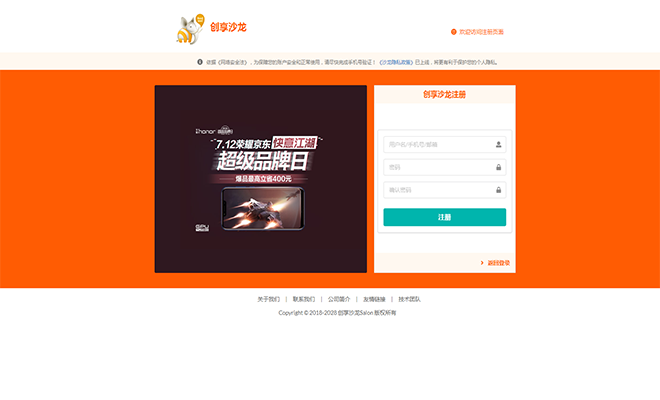 创享沙龙
欢迎访问注册页面
依据《网络安全法》，为保障您的账户安全和正常使用，请尽快完成手机号验证！《沙龙隐私政策》已上线，将更有利于保护您的个人隐私。
honor
7.12荣耀京东 快意江湖
超级品牌日
爆品最高立省400元
GPU
创享沙龙注册
用户名/手机号/邮箱
密码
确认密码
注册
返回登录
关于我们 | 联系我们 | 公司简介 | 友情链接 | 技术团队
Copyright © 2018-2028 创享沙龙Salon 版权所有